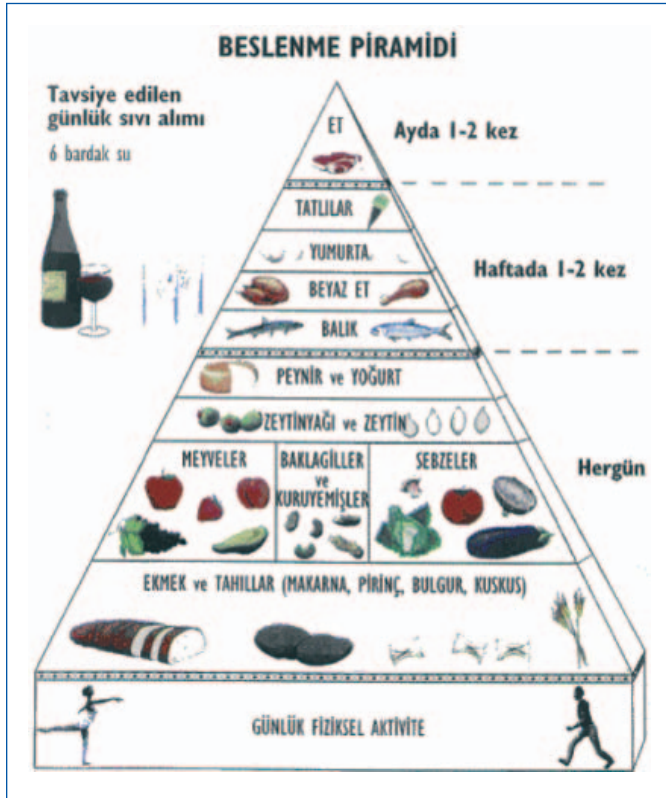 BESLENME PİRAMİDİ
Tavsiye edilen
günlük sıvı alımı
6 bardak su
ET
Ayda 1-2 kez
TATLILAR
YUMURTA
BEYAZ ET
BALIK
Haftada 1-2 kez
PEYNİR ve YOĞURT
ZEYTİNYAĞI ve ZEYTİN
MEYVELER
BAKLAGİLLER
ve
KURUYEMİŞLER
SEBZELER
Hergün
EKMEK ve TAHILLAR (MAKARNA, PİRİNÇ, BULGUR, KUSKUS)
GÜNLÜK FİZİKSEL AKTİVİTE